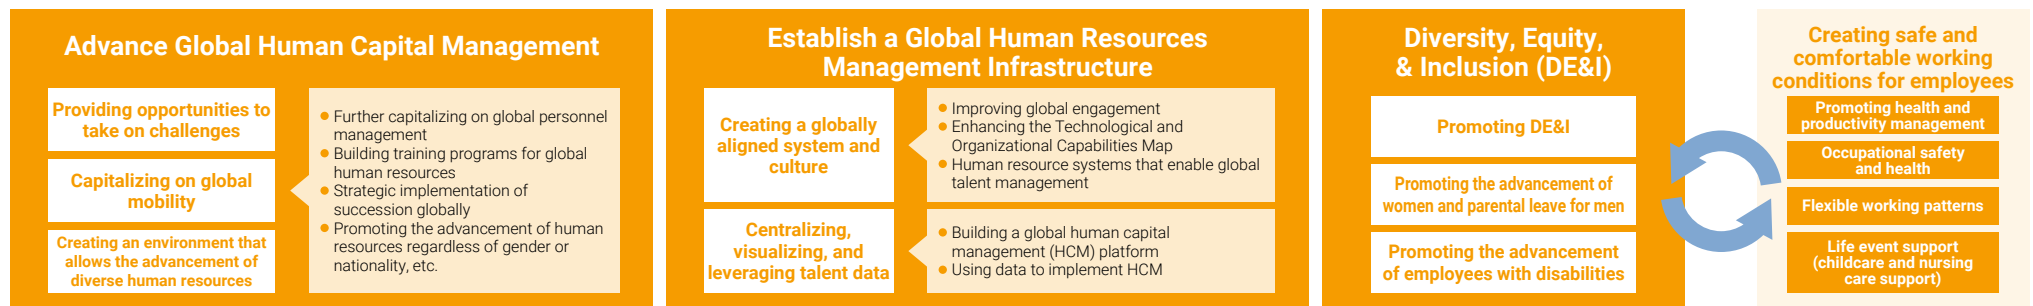 Advance Global Human Capital Management
Providing opportunities to
take on challenges
Capitalizing on global
mobility
Creating an environment that
allows the advancement of
diverse human resources
● Further capitalizing on global personnel
management
● Building training programs for global
human resources
● Strategic implementation of
succession globally
● Promoting the advancement of human
resources regardless of gender or
nationality, etc.
Establish a Global Human Resources
Management Infrastructure
Creating a globally
aligned system and
culture
● Improving global engagement
● Enhancing the Technological and
Organizational Capabilities Map
● Human resource systems that enable global
talent management
Centralizing,
visualizing, and
leveraging talent data
● Building a global human capital
management (HCM) platform
● Using data to implement HCM
Diversity, Equity,
& Inclusion (DE&I)
Promoting DE&I
Promoting the advancement of
women and parental leave for men
Promoting the advancement
of employees with disabilities
Creating safe and
comfortable working
conditions for employees
Promoting health and
productivity management
Occupational safety
and health
Flexible working patterns
Life event support
(childcare and nursing
care support)